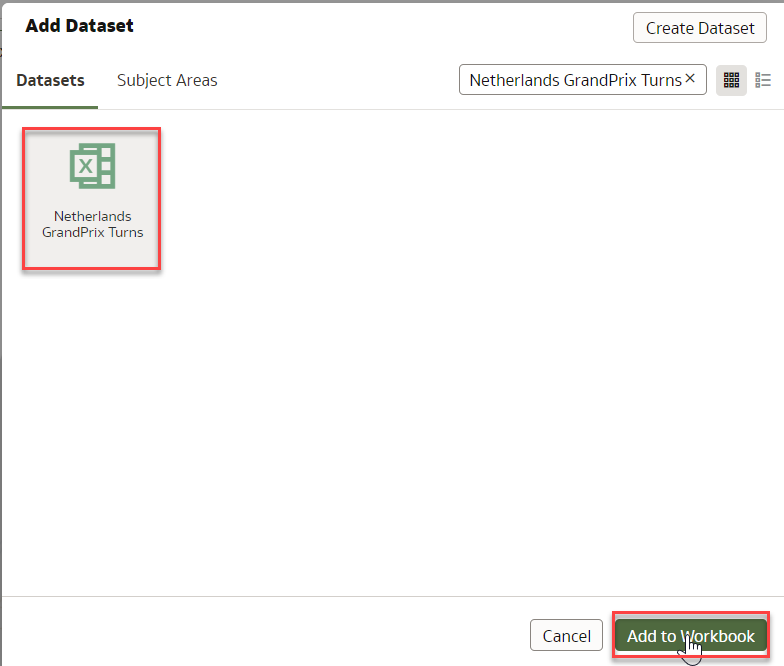 Add Dataset
Create Dataset
Datasets
Subject Areas
Netherlands GrandPrix Turns
X
Netherlands
GrandPrix Turns
Cancel
Add to Workbook